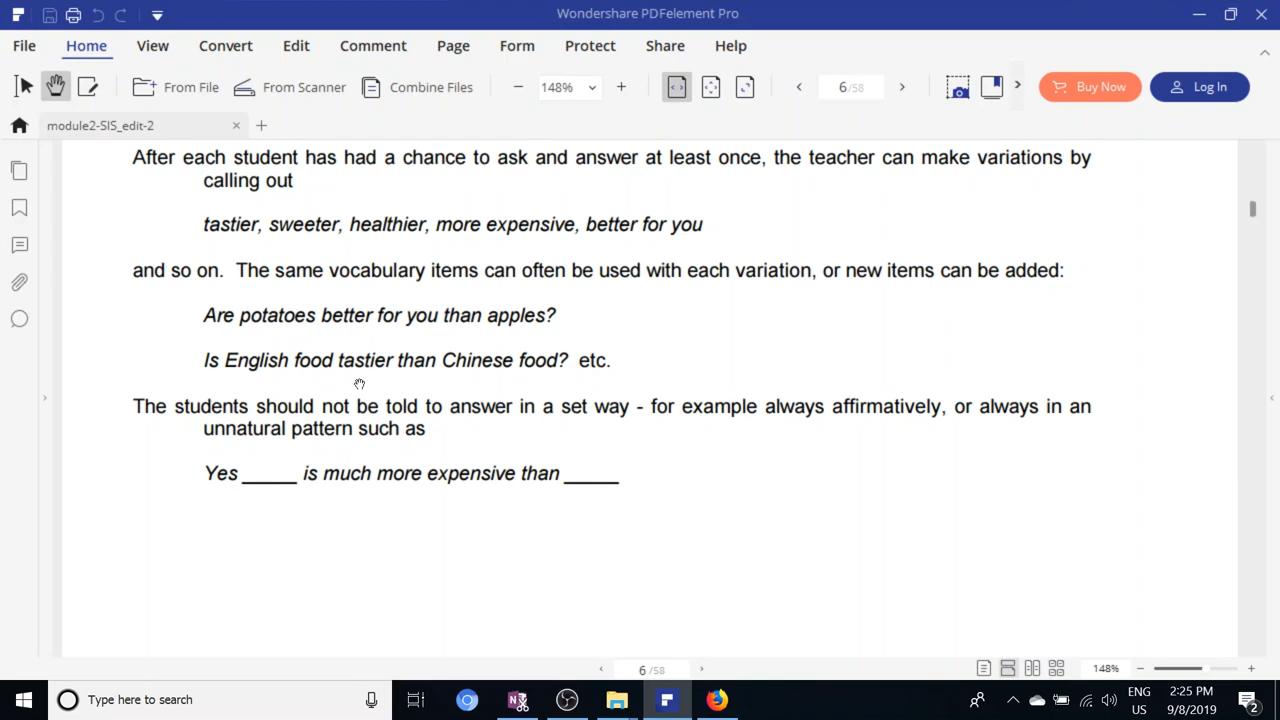 Wondershare PDFelement Pro
File Home View Convert Edit Comment Page Form Protect Share Help
From File From Scanner Combine Files 148% 6/58 Buy Now Log In
module2-SIS_edit-2
After each student has had a chance to ask and answer at least once, the teacher can make variations by
calling out
tastier, sweeter, healthier, more expensive, better for you
and so on. The same vocabulary items can often be used with each variation, or new items can be added:
Are potatoes better for you than apples?
Is English food tastier than Chinese food? etc.
The students should not be told to answer in a set way - for example always affirmatively, or always in an
unnatural pattern such as
Yes _____ is much more expensive than _____
6/58 148%
Type here to search
ENG
US
2:25 PM
9/8/2019
2